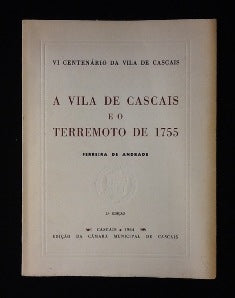 VI CENTENÁRIO DA VILA DE CASCAIS
A VILA DE CASCAIS
E O
TERREMOTO DE 1755
FERREIRA DE ANDRADE
EDIÇÃO
CASCAIS 1964
EDIÇÃO DA CÂMARA MUNICIPAL DE CASCAIS